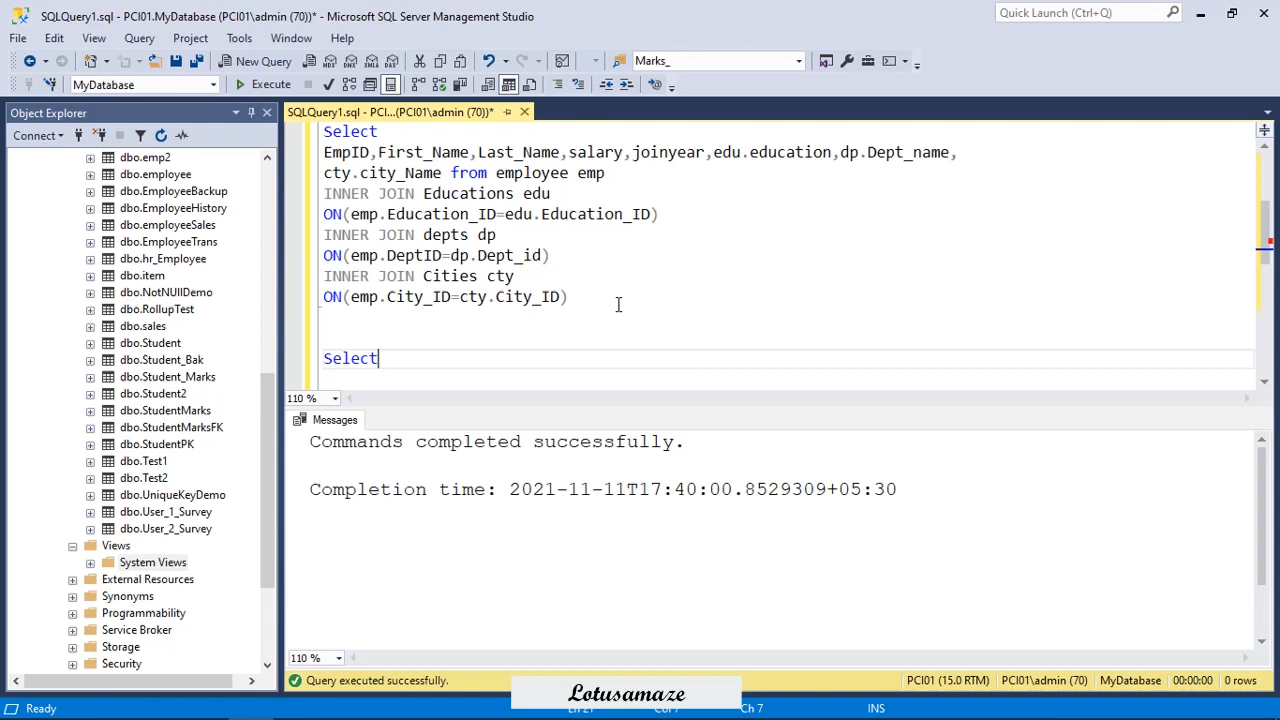 SQLQuery1.sql - PCI01.MyDatabase (PCI01\admin (70))* - Microsoft SQL Server Management Studio
Quick Launch (Ctrl+Q)
File Edit View Query Project Tools Window Help
New Query
Marks_
MyDatabase
Execute
Object Explorer
SQLQuery1.sql - PCI...(PCI01\admin (70))*
Connect
dbo.emp2
dbo.employee
dbo.EmployeeBackup
dbo.EmployeeHistory
dbo.employeeSales
dbo.EmployeeTrans
dbo.hr_Employee
dbo.item
dbo.NotNUllDemo
dbo.RollupTest
dbo.sales
dbo.Student
dbo.Student_Bak
dbo.Student_Marks
dbo.Student2
dbo.StudentMarks
dbo.StudentMarksFK
dbo.StudentPK
dbo.Test1
dbo.Test2
dbo.UniqueKeyDemo
dbo.User_1_Survey
dbo.User_2_Survey
Views
System Views
External Resources
Synonyms
Programmability
Service Broker
Storage
Security
Select
EmpID,First_Name,Last_Name,salary,joinyear,edu.education,dp.Dept_name,
cty.city_Name from employee emp
INNER JOIN Educations edu
ON(emp.Education_ID=edu.Education_ID)
INNER JOIN depts dp
ON(emp.DeptID=dp.Dept_id)
INNER JOIN Cities cty
ON(emp.City_ID=cty.City_ID)
Select
110 %
Messages
Commands completed successfully.
Completion time: 2021-11-11T17:40:00.8529309+05:30
110 %
Query executed successfully.
PCI01 (15.0 RTM) PCI01\admin (70) MyDatabase 00:00:00 0 rows
Lotusamaze
Ready
Ch 7
INS